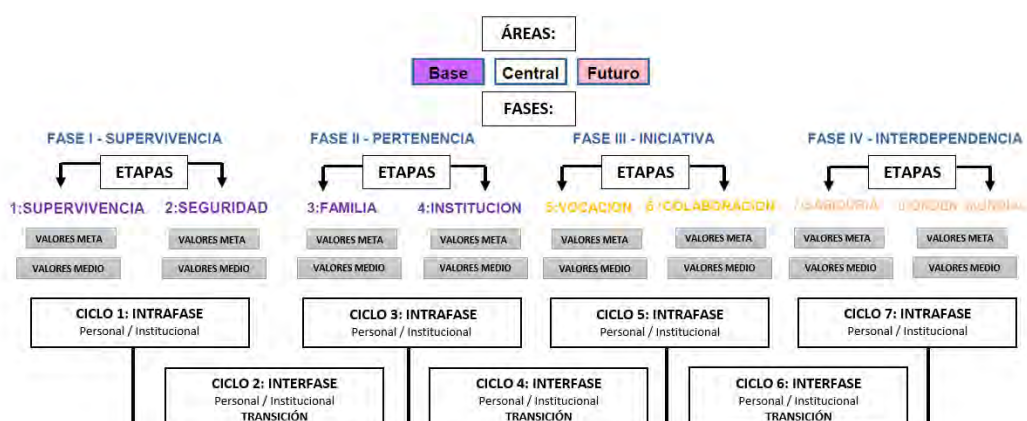 ÁREAS:
Base Central Futuro
FASES:
FASE I - SUPERVIVENCIA FASE II - PERTENENCIA FASE III - INICIATIVA FASE IV - INTERDEPENDENCIA
ETAPAS ETAPAS ETAPAS ETAPAS
1:SUPERVIVENCIA 2:SEGURIDAD 3:FAMILIA 4:INSTITUCION 5:VOCACION 6:COLABORACION 7:SABIDURIA 8:ORDEN MUNDIAL
VALORES META VALORES META VALORES META VALORES META VALORES META VALORES META VALORES META VALORES META
VALORES MEDIO VALORES MEDIO VALORES MEDIO VALORES MEDIO VALORES MEDIO VALORES MEDIO VALORES MEDIO VALORES MEDIO
CICLO 1: INTRAFASE CICLO 3: INTRAFASE CICLO 5: INTRAFASE CICLO 7: INTRAFASE
Personal / Institucional Personal / Institucional Personal / Institucional Personal / Institucional
CICLO 2: INTERFASE CICLO 4: INTERFASE CICLO 6: INTERFASE
Personal / Institucional Personal / Institucional Personal / Institucional
TRANSICIÓN TRANSICIÓN TRANSICIÓN